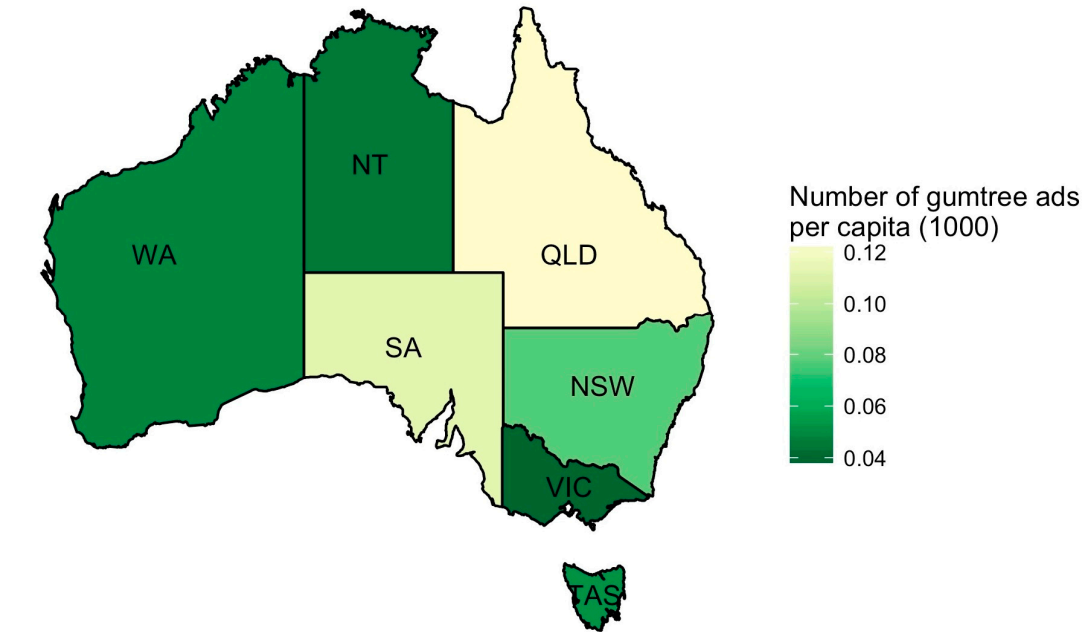 NT
WA
QLD
SA
NSW
VIC
TAS
Number of gumtree ads
per capita (1000)
0.12
0.10
0.08
0.06
0.04